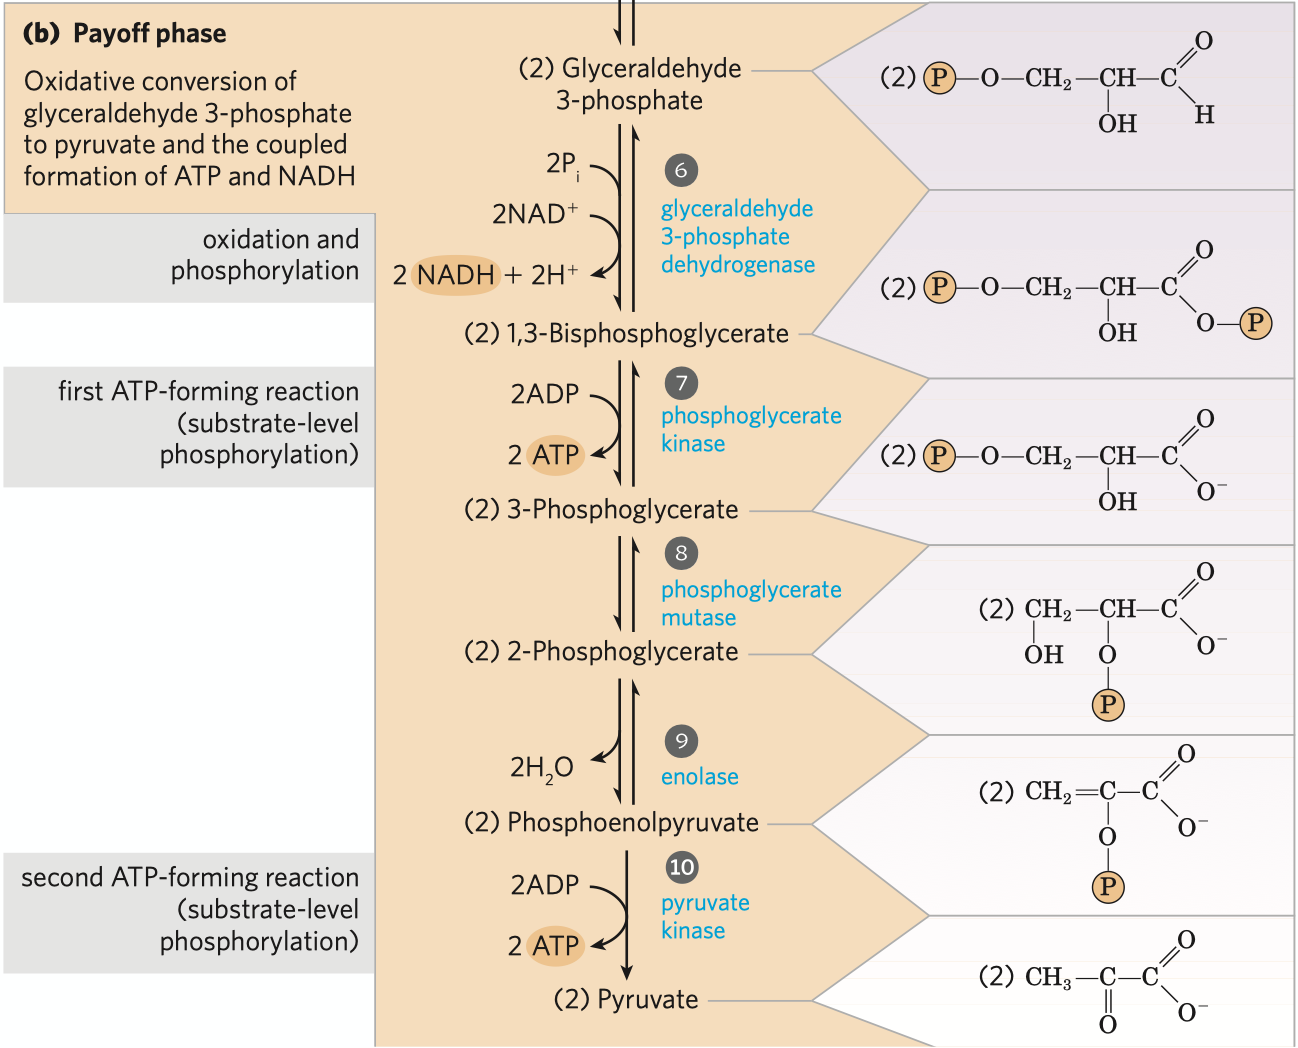 (b) Payoff phase
Oxidative conversion of
glyceraldehyde 3-phosphate
to pyruvate and the coupled
formation of ATP and NADH
(2) Glyceraldehyde
3-phosphate
(2) P—O—CH₂—CH—C
O
H
OH
oxidation and
phosphorylation
2Pᵢ
2NAD⁺
2 NADH + 2H⁺
6
glyceraldehyde
3-phosphate
dehydrogenase
(2) 1,3-Bisphosphoglycerate
(2) P—O—CH₂—CH—C
O
O—P
OH
first ATP-forming reaction
(substrate-level
phosphorylation)
2ADP
2 ATP
7
phosphoglycerate
kinase
(2) 3-Phosphoglycerate
(2) P—O—CH₂—CH—C
O
O⁻
OH
8
phosphoglycerate
mutase
(2) 2-Phosphoglycerate
(2) CH₂—CH—C
O
O⁻
OH O
P
2H₂O
9
enolase
(2) Phosphoenolpyruvate
(2) CH₂=C—C
O
O⁻
O
P
second ATP-forming reaction
(substrate-level
phosphorylation)
2ADP
2 ATP
10
pyruvate
kinase
(2) Pyruvate
(2) CH₃—C—C
O
O⁻
O